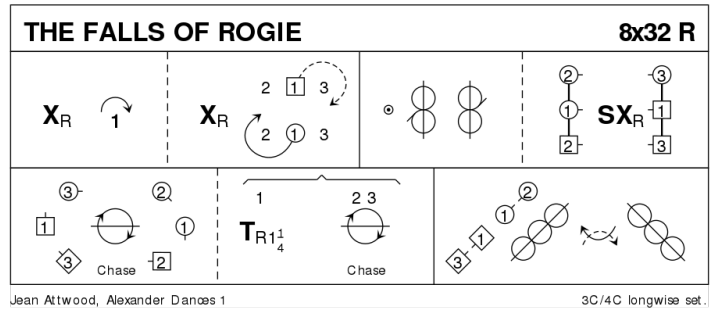 THE FALLS OF ROGIE 8x32 R
XR 1
XR 2 1 3
2 1 3
2 3
1 SXR 1
2 3
3 2
1 1
3 2
Chase
1 2 3
TR1 1/4
Chase
2
1
1
3
Jean Attwood, Alexander Dances 1 3C/4C longwise set.